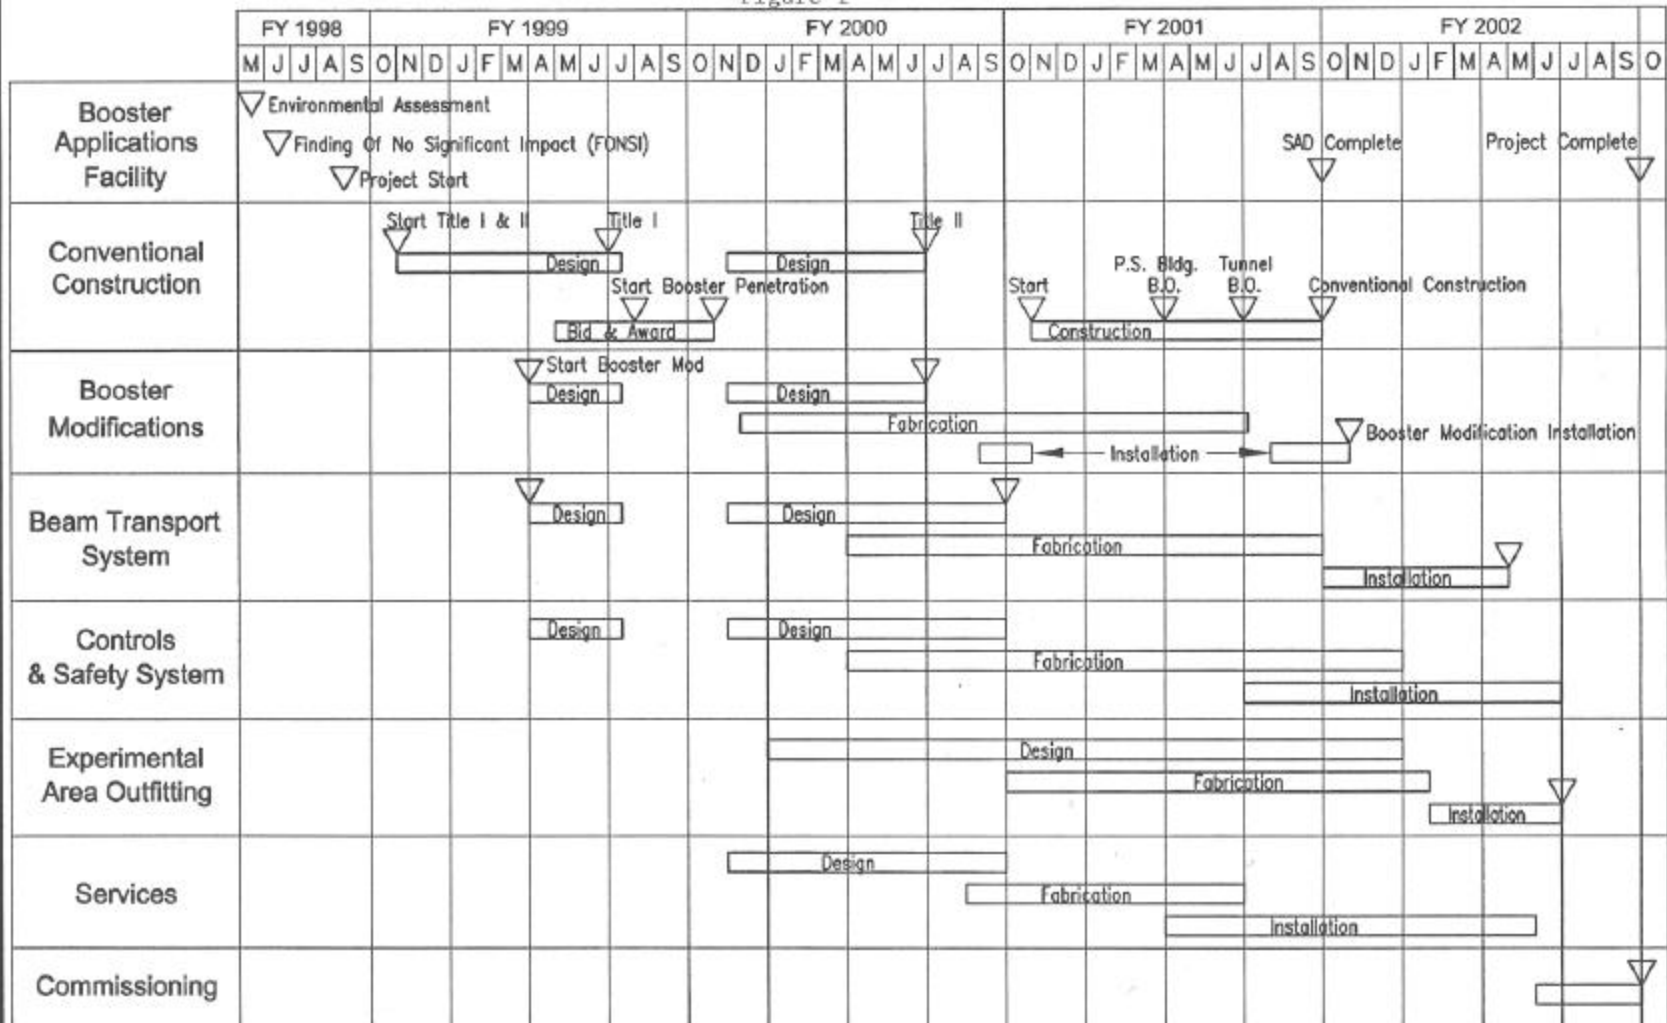 Figure 2
FY 1998 FY 1999 FY 2000 FY 2001 FY 2002
M J J A S O N D J F M A M J J A S O N D J F M A M J J A S O N D J F M A M J J A S O N D J F M A M J J A S O
Booster
Applications
Facility
Environmental Assessment
Finding Of No Significant Impact (FONSI)
Project Start
SAD Complete
Project Complete
Conventional
Construction
Start Title I & II
Title I
Title II
Design
Design
Start Booster Penetration
Bid & Award
Start
P.S. Bldg.
B.O.
Tunnel
B.O.
Conventional Construction
Construction
Booster
Modifications
Start Booster Mod
Design
Design
Fabrication
Installation
Booster Modification Installation
Beam Transport
System
Design
Design
Fabrication
Installation
Controls
& Safety System
Design
Design
Fabrication
Installation
Experimental
Area Outfitting
Design
Fabrication
Installation
Services
Design
Fabrication
Installation
Commissioning